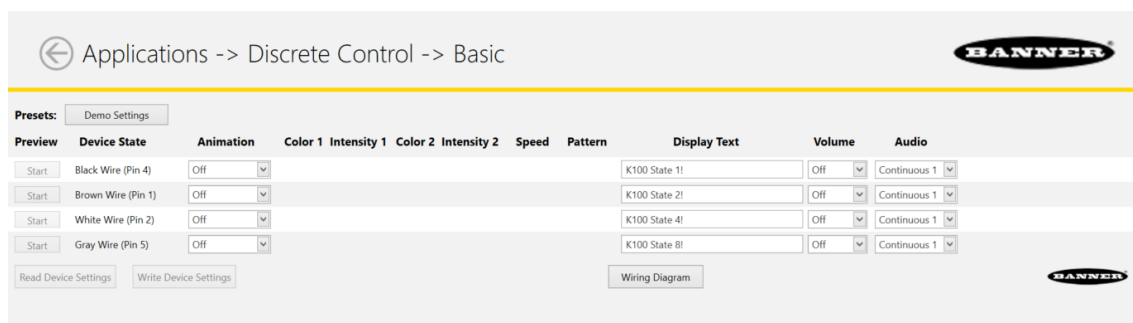 Applications -> Discrete Control -> Basic
BANNER
Presets: Demo Settings
Preview Device State Animation Color 1 Intensity 1 Color 2 Intensity 2 Speed Pattern Display Text Volume Audio
Start Black Wire (Pin 4) Off K100 State 1! Off Continuous 1
Start Brown Wire (Pin 1) Off K100 State 2! Off Continuous 1
Start White Wire (Pin 2) Off K100 State 4! Off Continuous 1
Start Gray Wire (Pin 5) Off K100 State 8! Off Continuous 1
Read Device Settings Write Device Settings Wiring Diagram BANNER